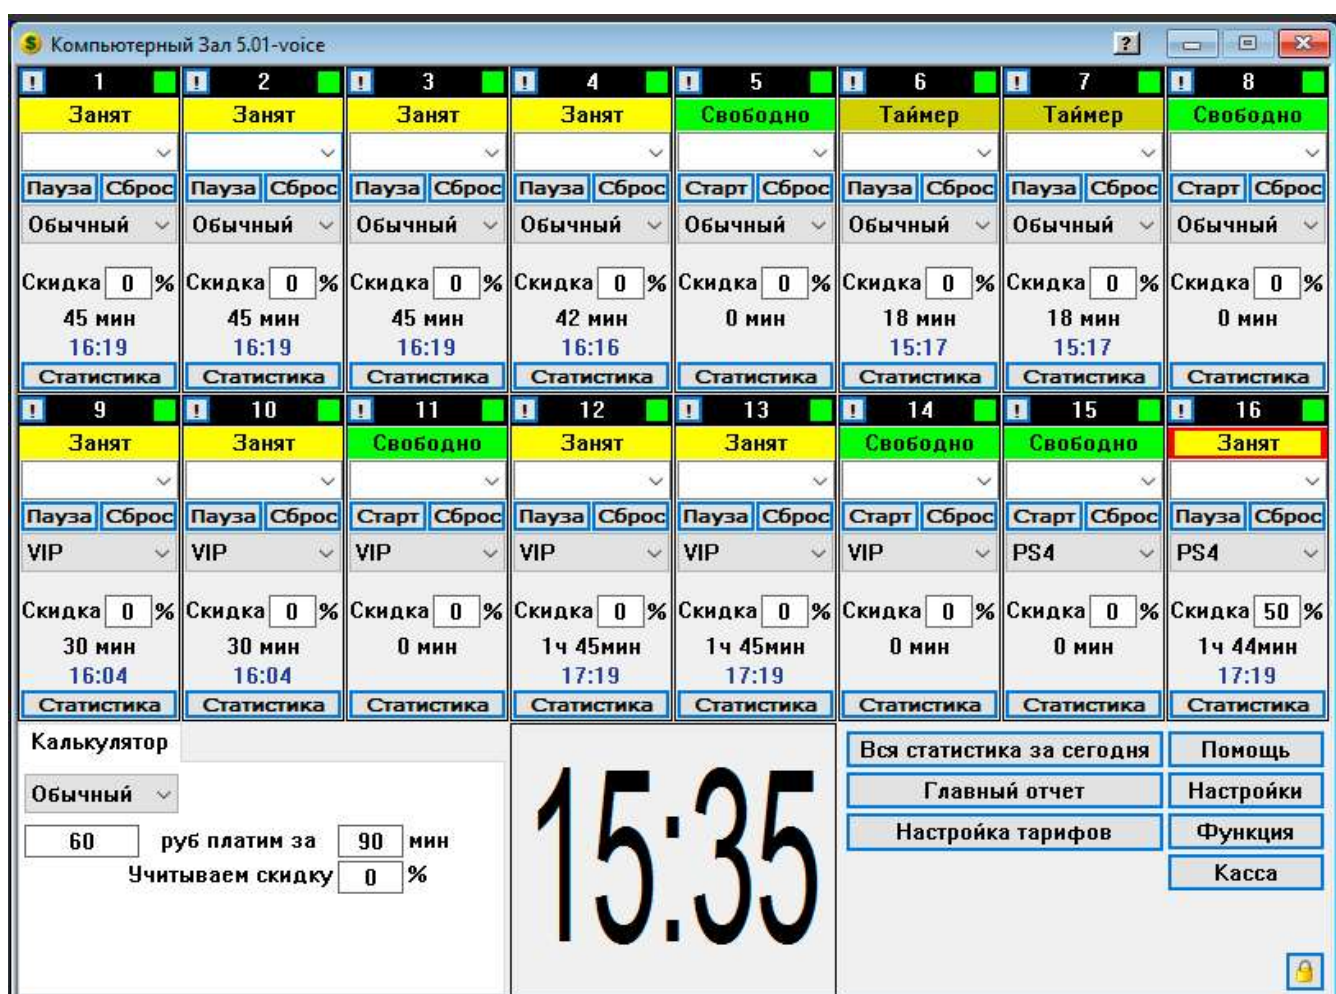 Компьютерный Зал 5.01-voice ?
! 1 ! 2 ! 3 ! 4 ! 5 ! 6 ! 7 ! 8
Занят Занят Занят Занят Свободно Таймер Таймер Свободно
Пауза Сброс Пауза Сброс Пауза Сброс Пауза Сброс Старт Сброс Пауза Сброс Пауза Сброс Старт Сброс
Обычный Обычный Обычный Обычный Обычный Обычный Обычный Обычный
Скидка 0 % Скидка 0 % Скидка 0 % Скидка 0 % Скидка 0 % Скидка 0 % Скидка 0 % Скидка 0 %
45 мин 45 мин 45 мин 42 мин 0 мин 18 мин 18 мин 0 мин
16:19 16:19 16:19 16:16 15:17 15:17
Статистика Статистика Статистика Статистика Статистика Статистика Статистика Статистика
! 9 ! 10 ! 11 ! 12 ! 13 ! 14 ! 15 ! 16
Занят Занят Свободно Занят Занят Свободно Свободно Занят
Пауза Сброс Пауза Сброс Старт Сброс Пауза Сброс Пауза Сброс Старт Сброс Старт Сброс Пауза Сброс
VIP VIP VIP VIP VIP VIP PS4 PS4
Скидка 0 % Скидка 0 % Скидка 0 % Скидка 0 % Скидка 0 % Скидка 0 % Скидка 0 % Скидка 50 %
30 мин 30 мин 0 мин 1ч 45мин 1ч 45мин 0 мин 0 мин 1ч 44мин
16:04 16:04 17:19 17:19 17:19
Статистика Статистика Статистика Статистика Статистика Статистика Статистика Статистика
Калькулятор
Обычный
60 руб платим за 90 мин
Учитываем скидку 0 %
15:35
Вся статистика за сегодня Помощь
Главный отчет Настройки
Настройка тарифов Функция
Касса